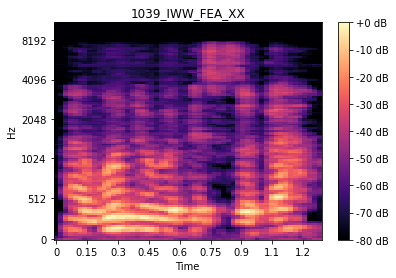 1039_IWW_FEA_XX
+0 dB
8192
-10 dB
4096
-20 dB
-30 dB
2048
Hz
-40 dB
1024
-50 dB
512
-60 dB
-70 dB
0
-80 dB
0 0.15 0.3 0.45 0.6 0.75 0.9 1.1 1.2
Time